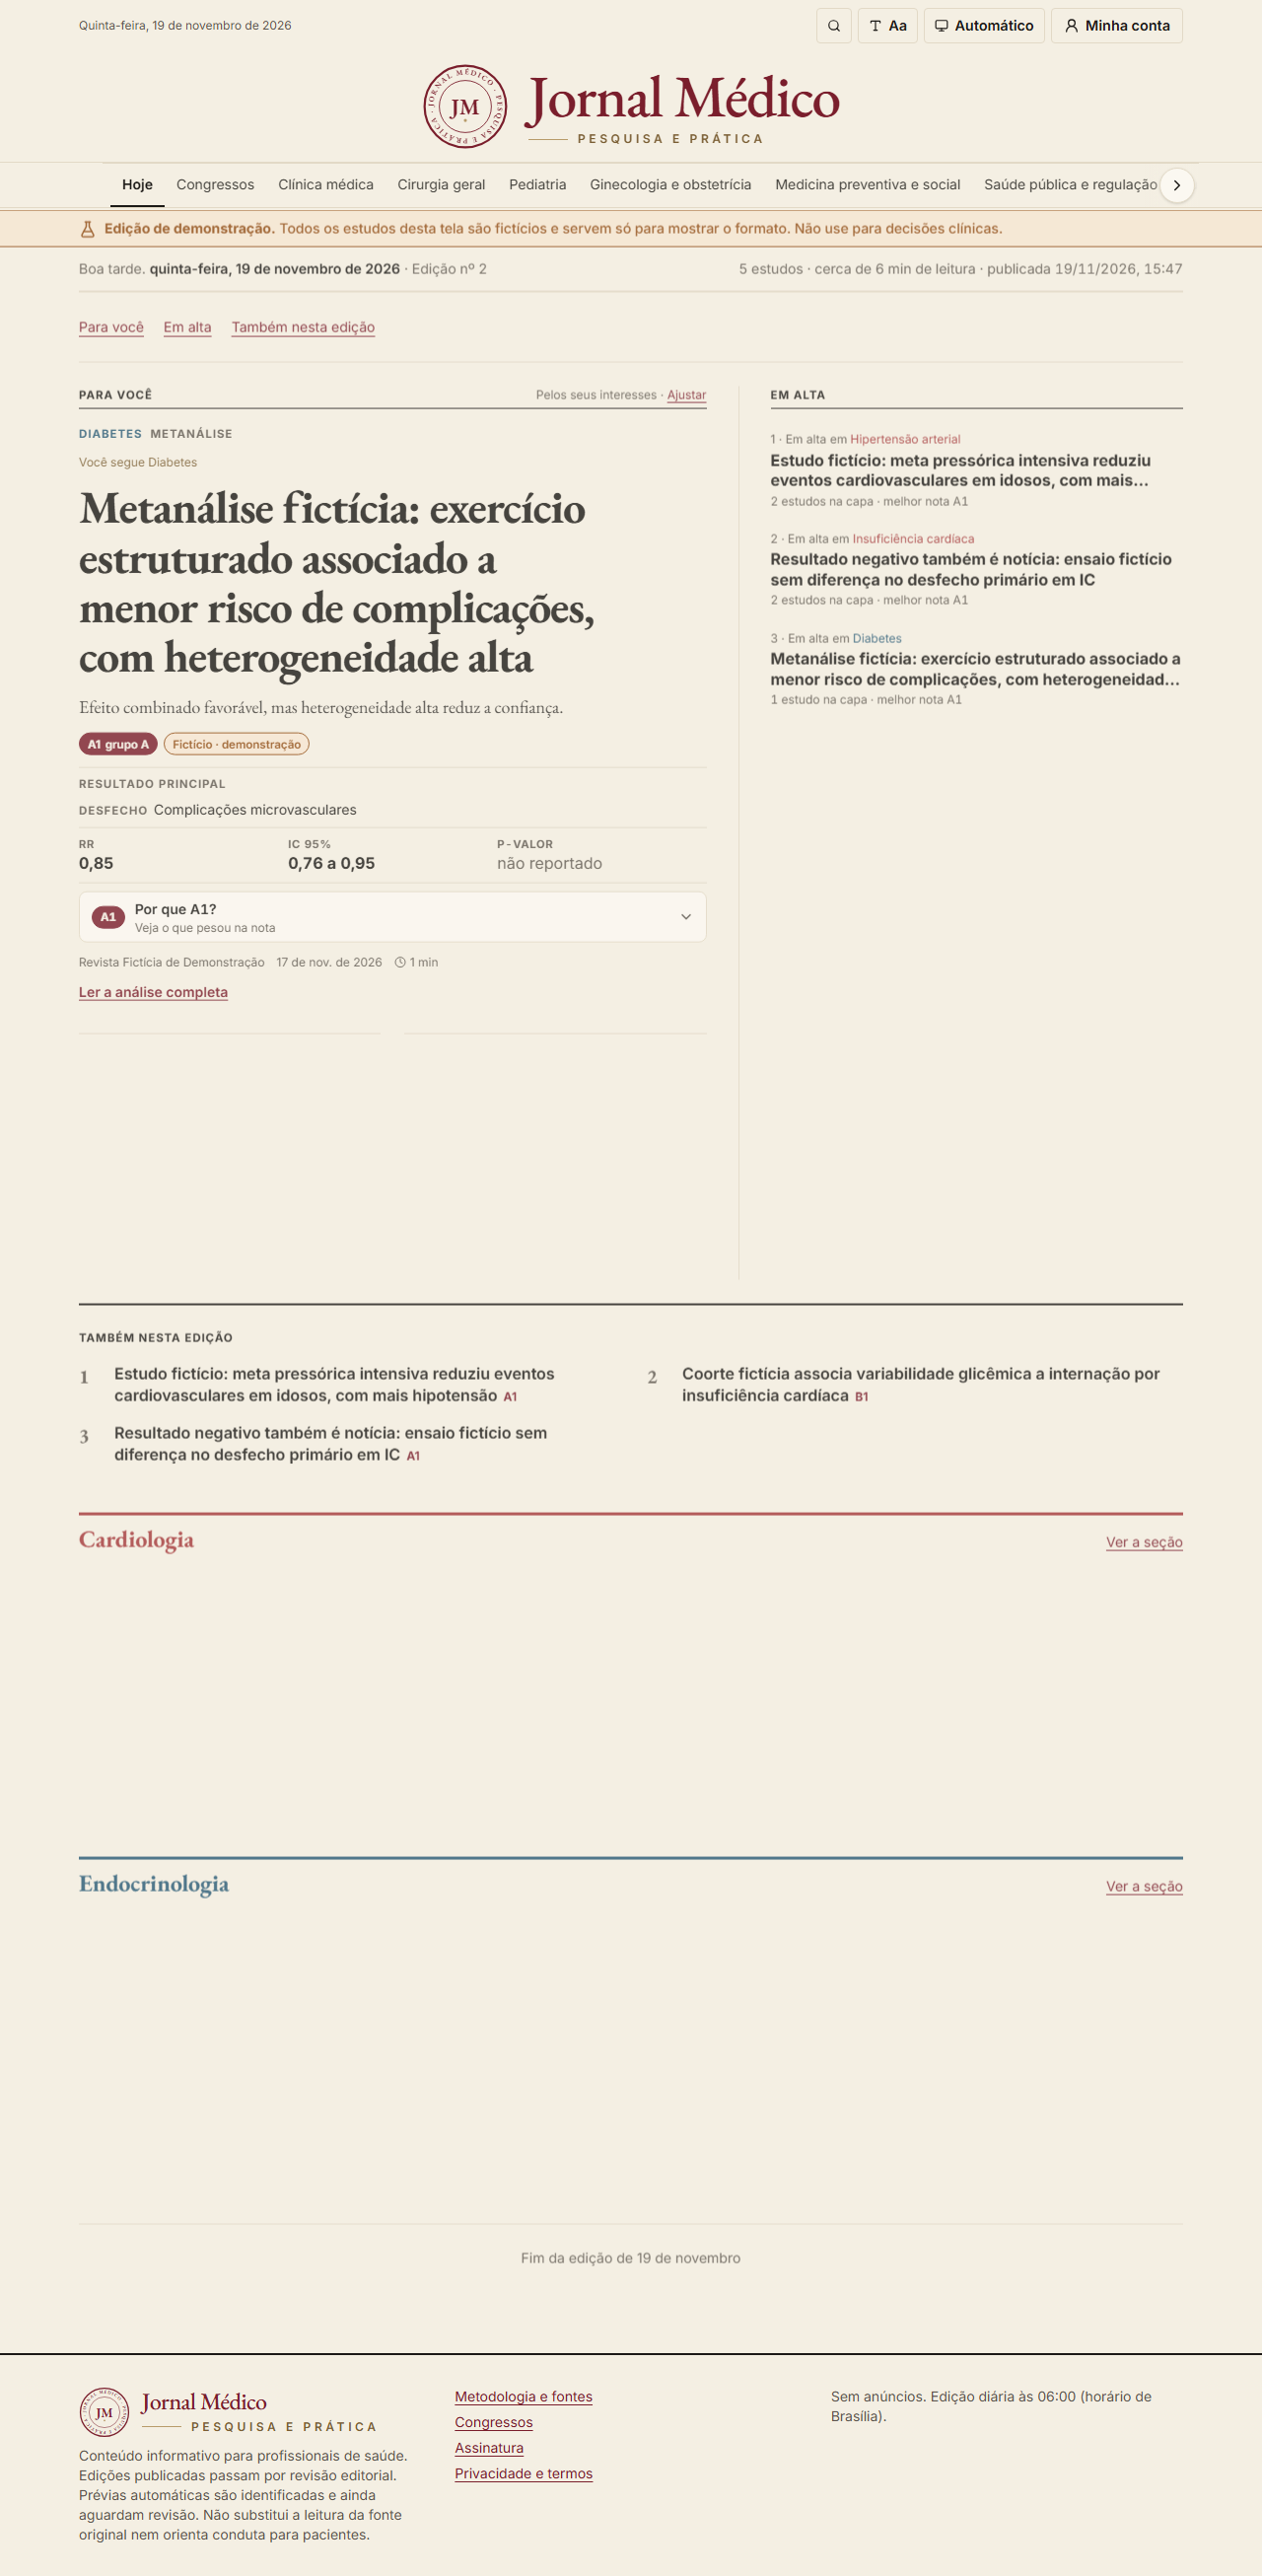 Quinta-feira, 19 de novembro de 2026
Aa
Automático
Minha conta
JORNAL MÉDICO · PESQUISA E PRÁTICA ·
JM
Jornal Médico
PESQUISA E PRÁTICA
Hoje
Congressos
Clínica médica
Cirurgia geral
Pediatria
Ginecologia e obstetrícia
Medicina preventiva e social
Saúde pública e regulação
Edição de demonstração. Todos os estudos desta tela são fictícios e servem só para mostrar o formato. Não use para decisões clínicas.
Boa tarde. quinta-feira, 19 de novembro de 2026 · Edição nº 2
5 estudos · cerca de 6 min de leitura · publicada 19/11/2026, 15:47
Para você
Em alta
Também nesta edição
PARA VOCÊ
Pelos seus interesses · Ajustar
DIABETES METANÁLISE
Você segue Diabetes
Metanálise fictícia: exercício
estruturado associado a
menor risco de complicações,
com heterogeneidade alta
Efeito combinado favorável, mas heterogeneidade alta reduz a confiança.
A1 grupo A
Fictício · demonstração
RESULTADO PRINCIPAL
DESFECHO Complicações microvasculares
RR
IC 95%
P-VALOR
0,85
0,76 a 0,95
não reportado
A1
Por que A1?
Veja o que pesou na nota
Revista Fictícia de Demonstração
17 de nov. de 2026
1 min
Ler a análise completa
EM ALTA
1 · Em alta em Hipertensão arterial
Estudo fictício: meta pressórica intensiva reduziu
eventos cardiovasculares em idosos, com mais…
2 estudos na capa · melhor nota A1
2 · Em alta em Insuficiência cardíaca
Resultado negativo também é notícia: ensaio fictício
sem diferença no desfecho primário em IC
2 estudos na capa · melhor nota A1
3 · Em alta em Diabetes
Metanálise fictícia: exercício estruturado associado a
menor risco de complicações, com heterogeneidad…
1 estudo na capa · melhor nota A1
TAMBÉM NESTA EDIÇÃO
1
Estudo fictício: meta pressórica intensiva reduziu eventos
cardiovasculares em idosos, com mais hipotensão A1
2
Coorte fictícia associa variabilidade glicêmica a internação por
insuficiência cardíaca B1
3
Resultado negativo também é notícia: ensaio fictício sem
diferença no desfecho primário em IC A1
Cardiologia
Ver a seção
Endocrinologia
Ver a seção
Fim da edição de 19 de novembro
JORNAL MÉDICO · PESQUISA E PRÁTICA ·
JM
Jornal Médico
PESQUISA E PRÁTICA
Conteúdo informativo para profissionais de saúde.
Edições publicadas passam por revisão editorial.
Prévias automáticas são identificadas e ainda
aguardam revisão. Não substitui a leitura da fonte
original nem orienta conduta para pacientes.
Metodologia e fontes
Congressos
Assinatura
Privacidade e termos
Sem anúncios. Edição diária às 06:00 (horário de
Brasília).